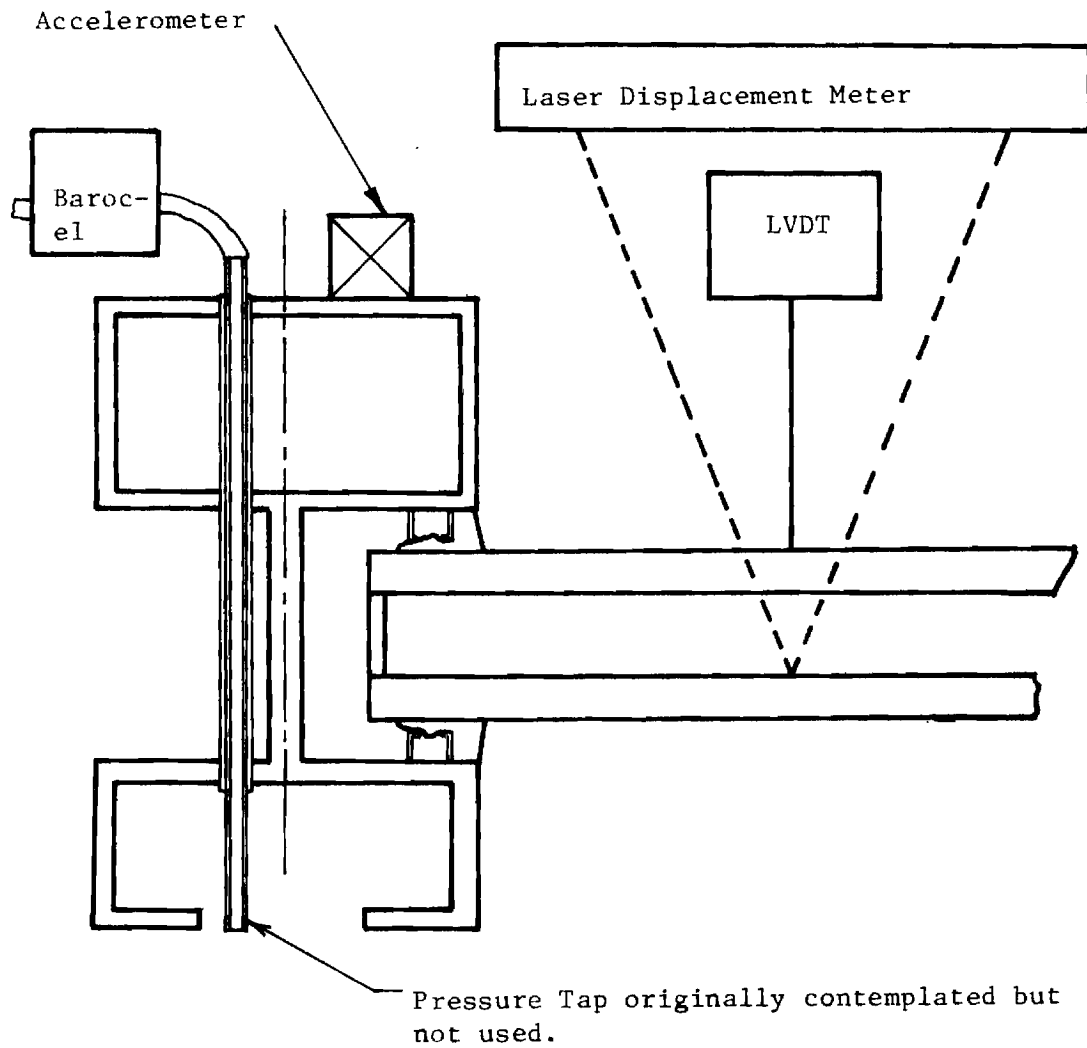 Accelerometer
Laser Displacement Meter
Baroc-
el
LVDT
Pressure Tap originally contemplated but
not used.